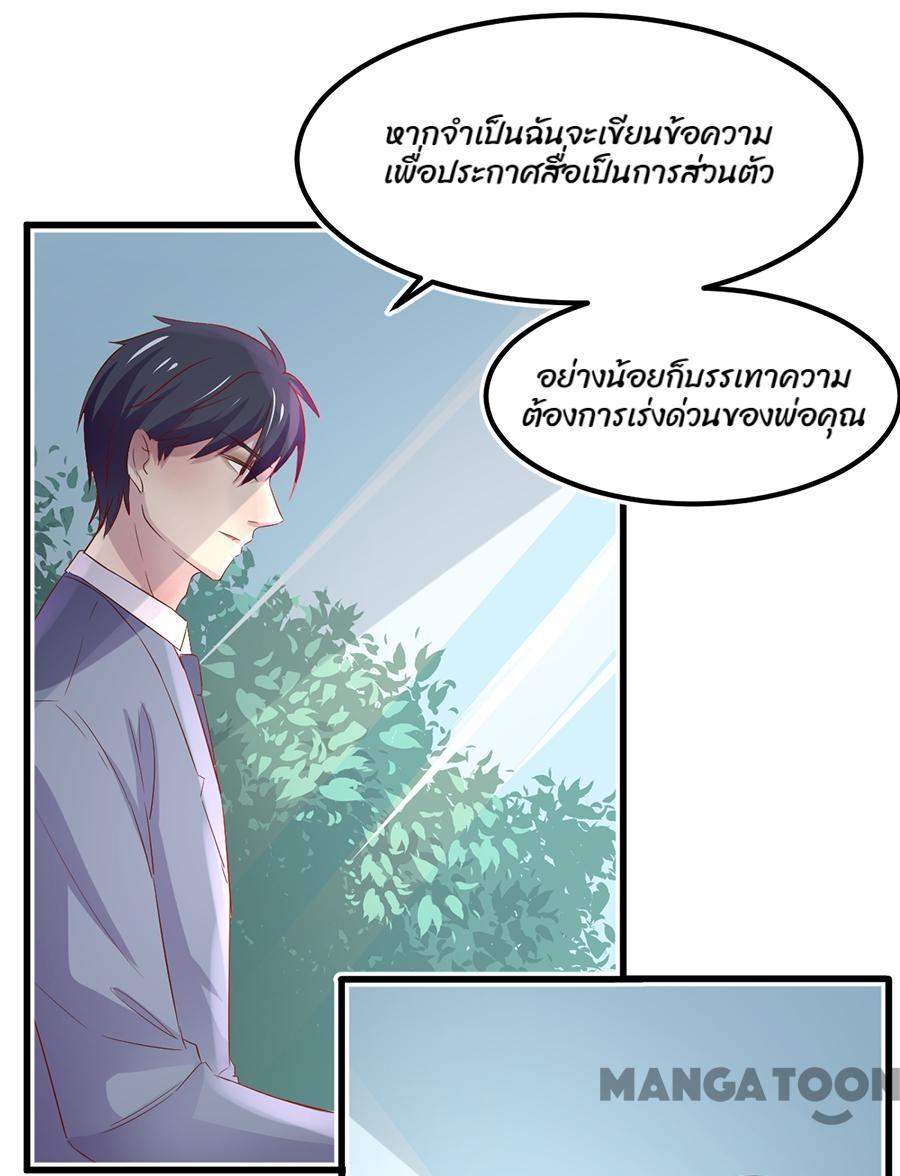 หากจำเป็นฉันจะเขียนข้อความ
เพื่อประกาศสื่อเป็นการส่วนตัว
อย่างน้อยก็บรรเทาความ
ต้องการเร่งด่วนของพ่อคุณ
MANGATOON